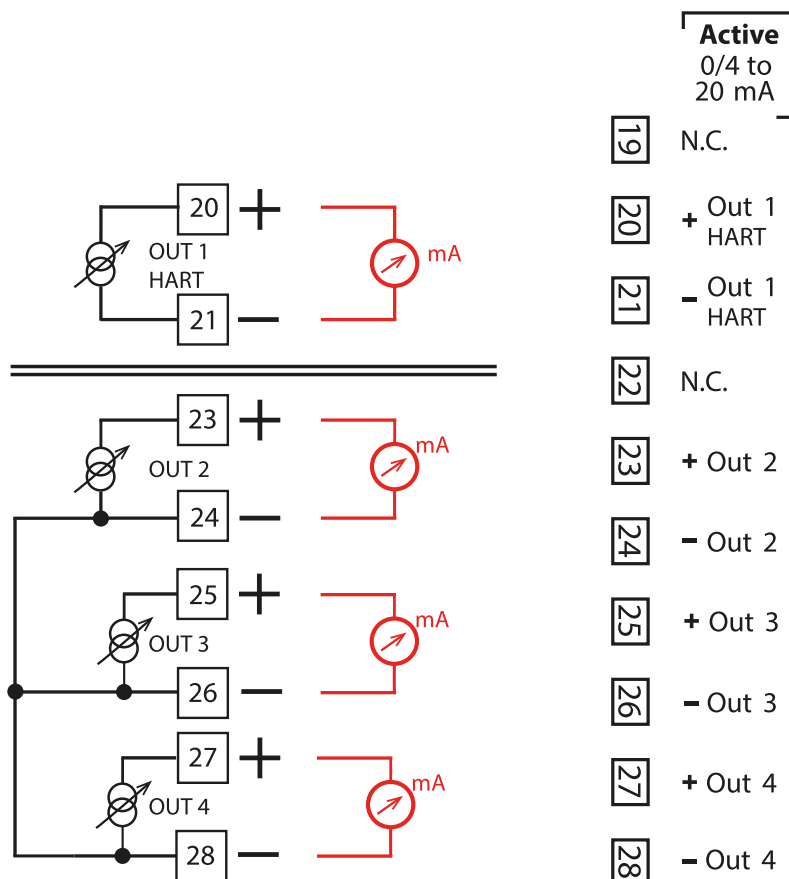 Active
0/4 to
20 mA
19 N.C.
20 + Out 1
HART
21 – Out 1
HART
22 N.C.
23 + Out 2
24 – Out 2
25 + Out 3
26 – Out 3
27 + Out 4
28 – Out 4
20 +
OUT 1
HART
mA
21 –
23 +
OUT 2
mA
24 –
25 +
OUT 3
mA
26 –
27 +
OUT 4
mA
28 –